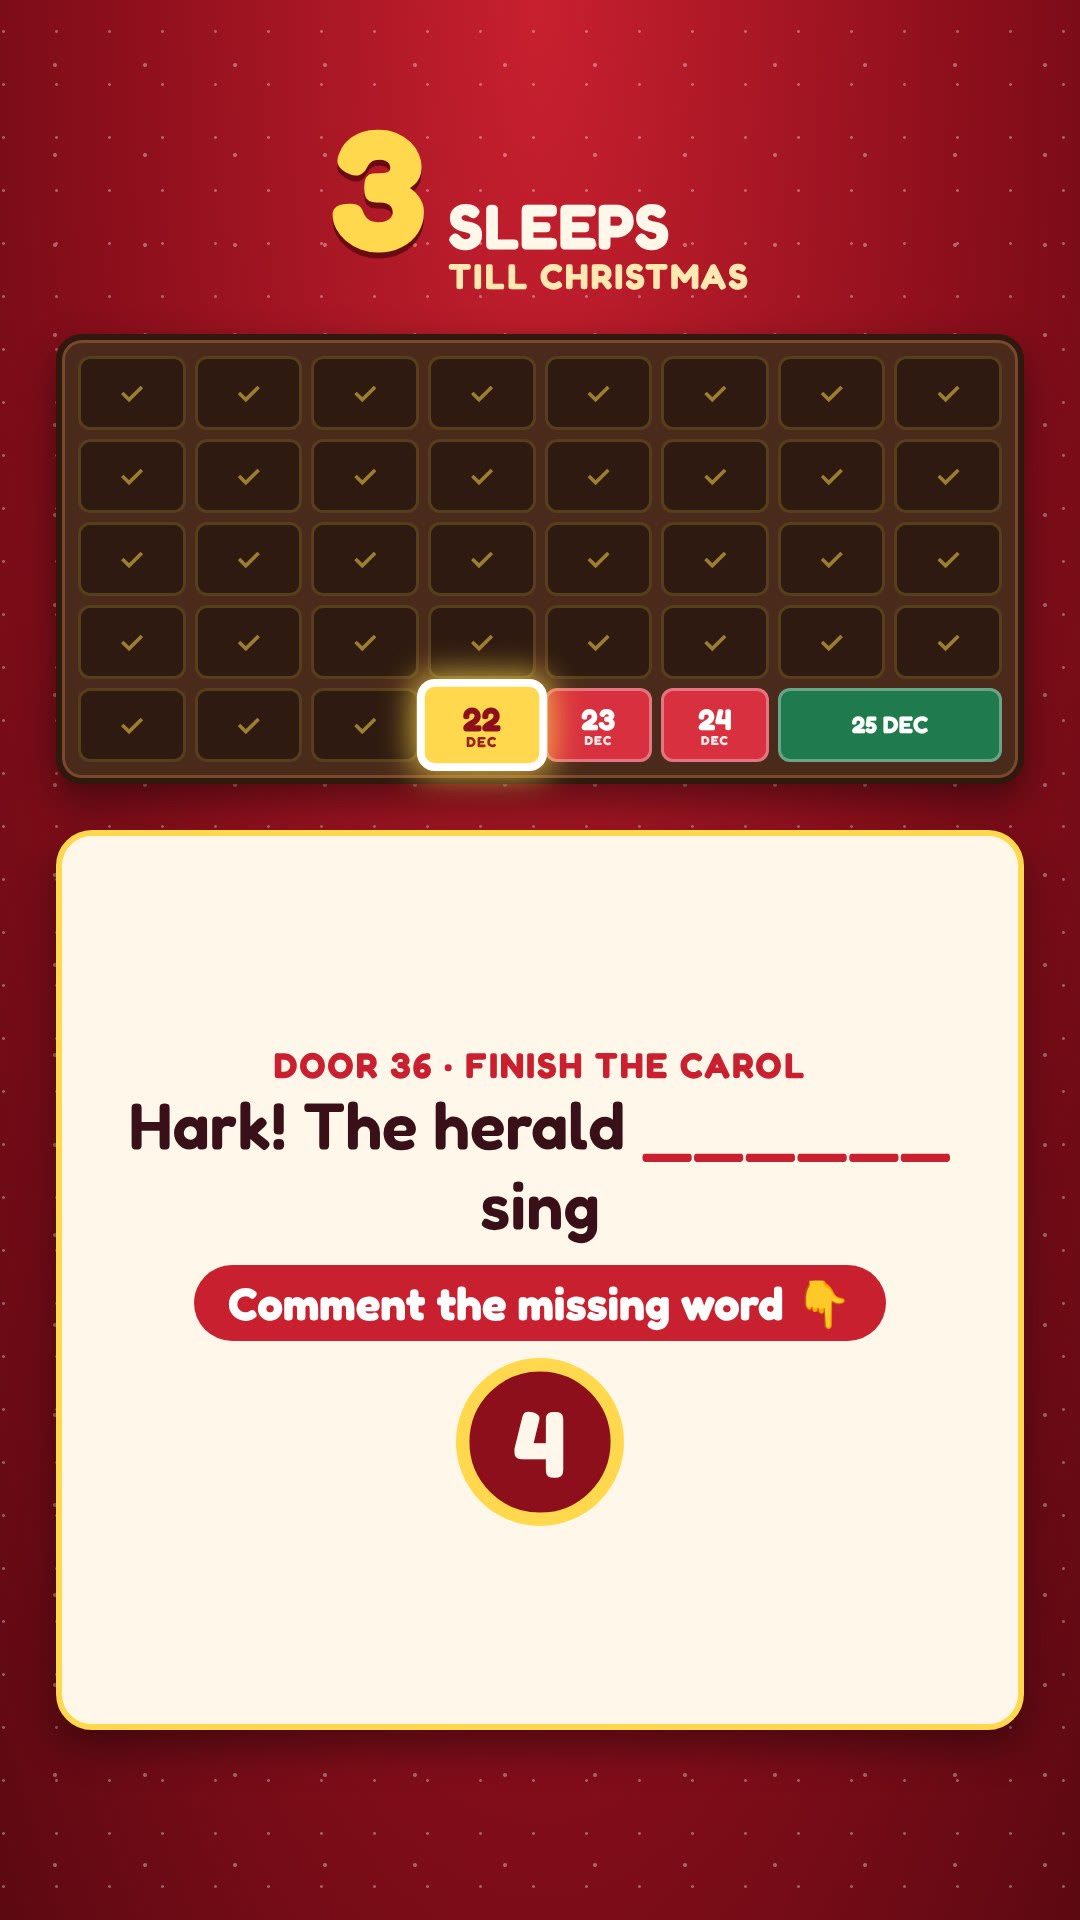 3 SLEEPS
TILL CHRISTMAS
22 DEC
23 DEC
24 DEC
25 DEC
DOOR 36 · FINISH THE CAROL
Hark! The herald ______
sing
Comment the missing word 👇
4